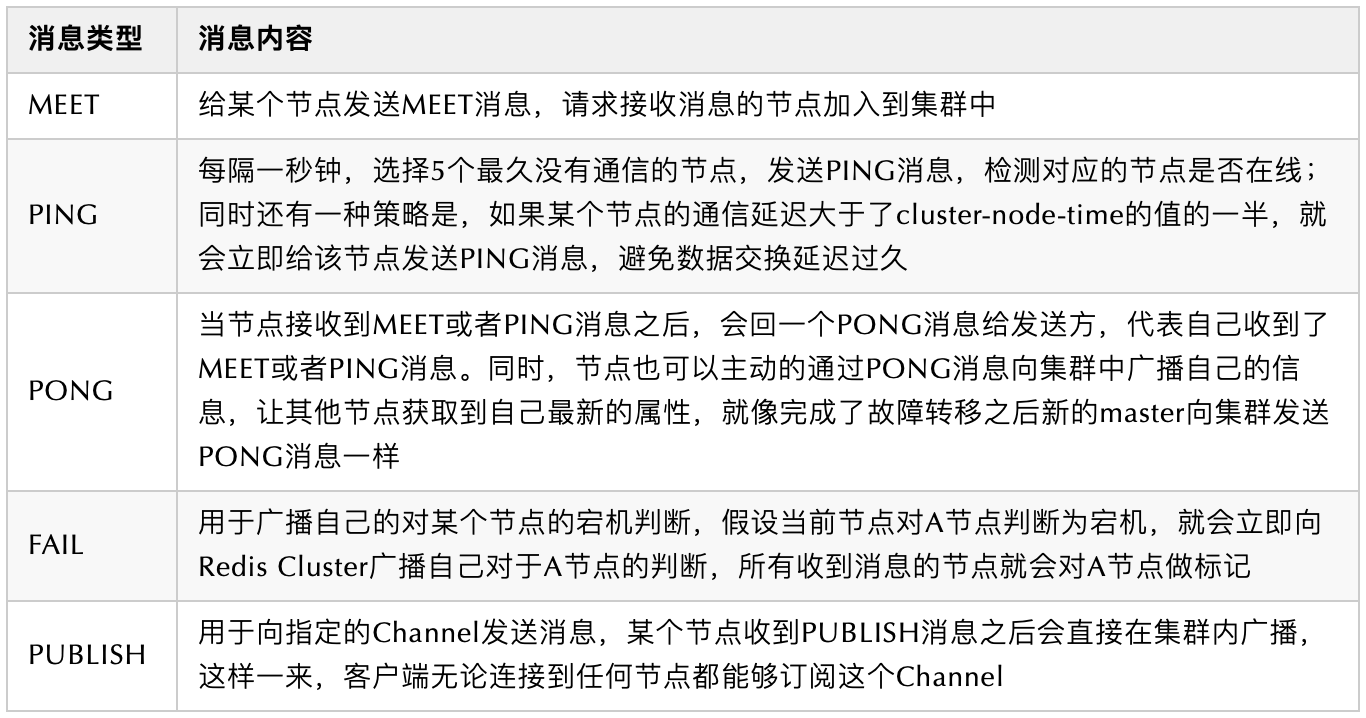 消息类型 消息内容
MEET 给某个节点发送MEET消息，请求接收消息的节点加入到集群中
每隔一秒钟，选择5个最久没有通信的节点，发送PING消息，检测对应的节点是否在线；
PING 同时还有一种策略是，如果某个节点的通信延迟大于了cluster-node-time的值的一半，就
会立即给该节点发送PING消息，避免数据交换延迟过久
当节点接收到MEET或者PING消息之后，会回一个PONG消息给发送方，代表自己收到了
MEET或者PING消息。同时，节点也可以主动的通过PONG消息向集群中广播自己的信
PONG
息，让其他节点获取到自己最新的属性，就像完成了故障转移之后新的master向集群发送
PONG消息一样
用于广播自己的对某个节点的宕机判断，假设当前节点对A节点判断为宕机，就会立即向
FAIL
Redis Cluster广播自己对于A节点的判断，所有收到消息的节点就会对A节点做标记
用于向指定的Channel发送消息，某个节点收到PUBLISH消息之后会直接在集群内广播，
PUBLISH
这样一来，客户端无论连接到任何节点都能够订阅这个Channel